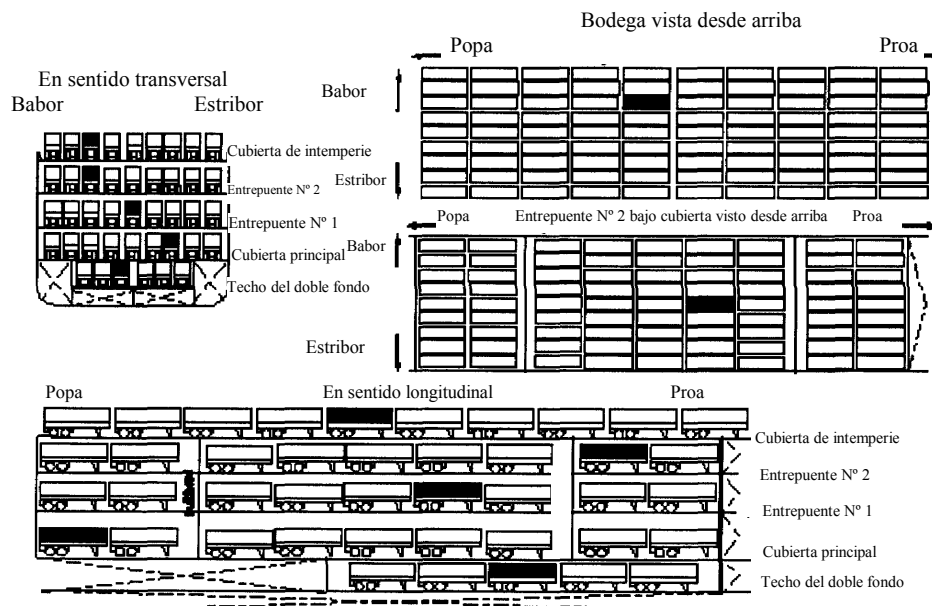 Bodega vista desde arriba
Popa Proa
En sentido transversal
Babor Estribor
Babor
Estribor
Cubierta de intemperie
Entrepuente Nº 2
Entrepuente Nº 1
Cubierta principal
Techo del doble fondo
Popa Entrepuente Nº 2 bajo cubierta visto desde arriba Proa
Babor
Estribor
Popa En sentido longitudinal Proa
Cubierta de intemperie
Entrepuente Nº 2
Entrepuente Nº 1
Cubierta principal
Techo del doble fondo